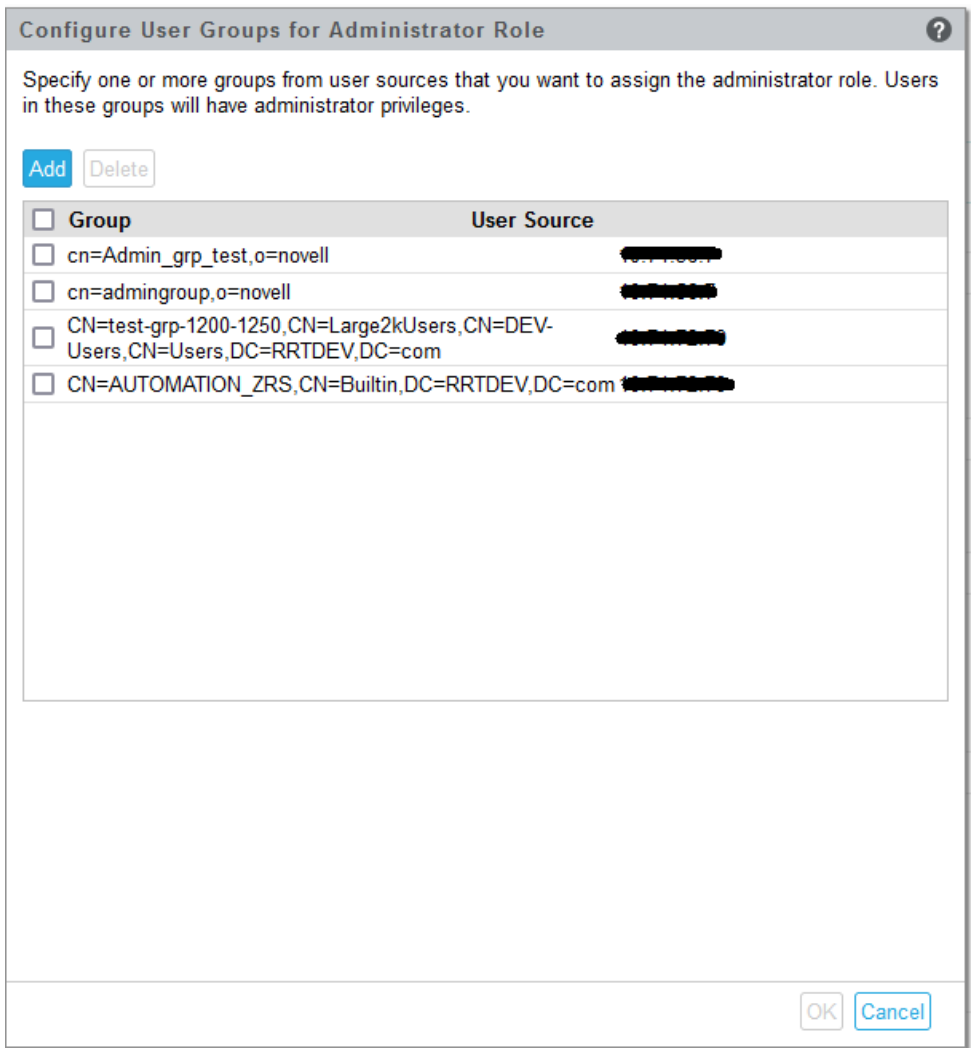 Configure User Groups for Administrator Role
Specify one or more groups from user sources that you want to assign the administrator role. Users
in these groups will have administrator privileges.
Add Delete
Group User Source
cn=Admin_grp_test,o=novell
cn=admingroup,o=novell
CN=test-grp-1200-1250,CN=Large2kUsers,CN=DEV-
Users,CN=Users,DC=RRTDEV,DC=com
CN=AUTOMATION_ZRS,CN=Builtin,DC=RRTDEV,DC=com
OK Cancel